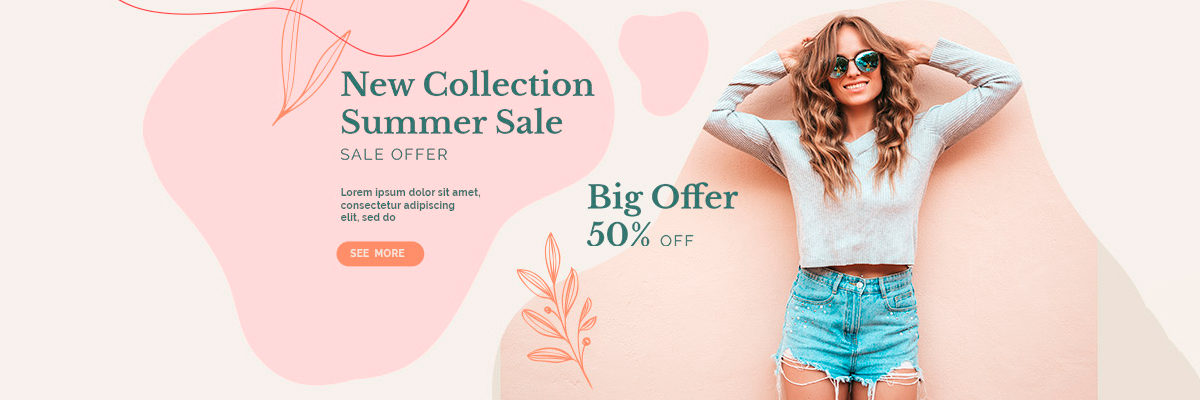 New Collection
Summer Sale
SALE OFFER
Lorem ipsum dolor sit amet,
consectetur adipiscing
elit, sed do
SEE MORE
Big Offer
50% OFF